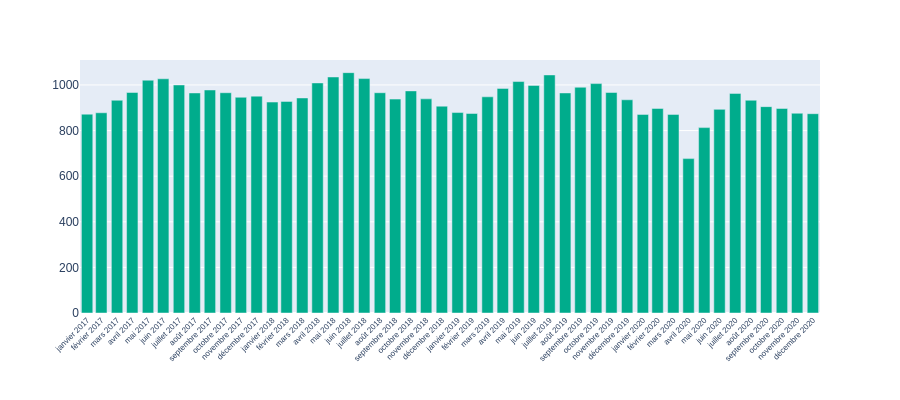 1000
800
600
400
200
0
janvier 2017
février 2017
mars 2017
avril 2017
mai 2017
juin 2017
juillet 2017
août 2017
septembre 2017
octobre 2017
novembre 2017
décembre 2017
janvier 2018
février 2018
mars 2018
avril 2018
mai 2018
juin 2018
juillet 2018
août 2018
septembre 2018
octobre 2018
novembre 2018
décembre 2018
janvier 2019
février 2019
mars 2019
avril 2019
mai 2019
juin 2019
juillet 2019
août 2019
septembre 2019
octobre 2019
novembre 2019
décembre 2019
janvier 2020
février 2020
mars 2020
avril 2020
mai 2020
juin 2020
juillet 2020
août 2020
septembre 2020
octobre 2020
novembre 2020
décembre 2020